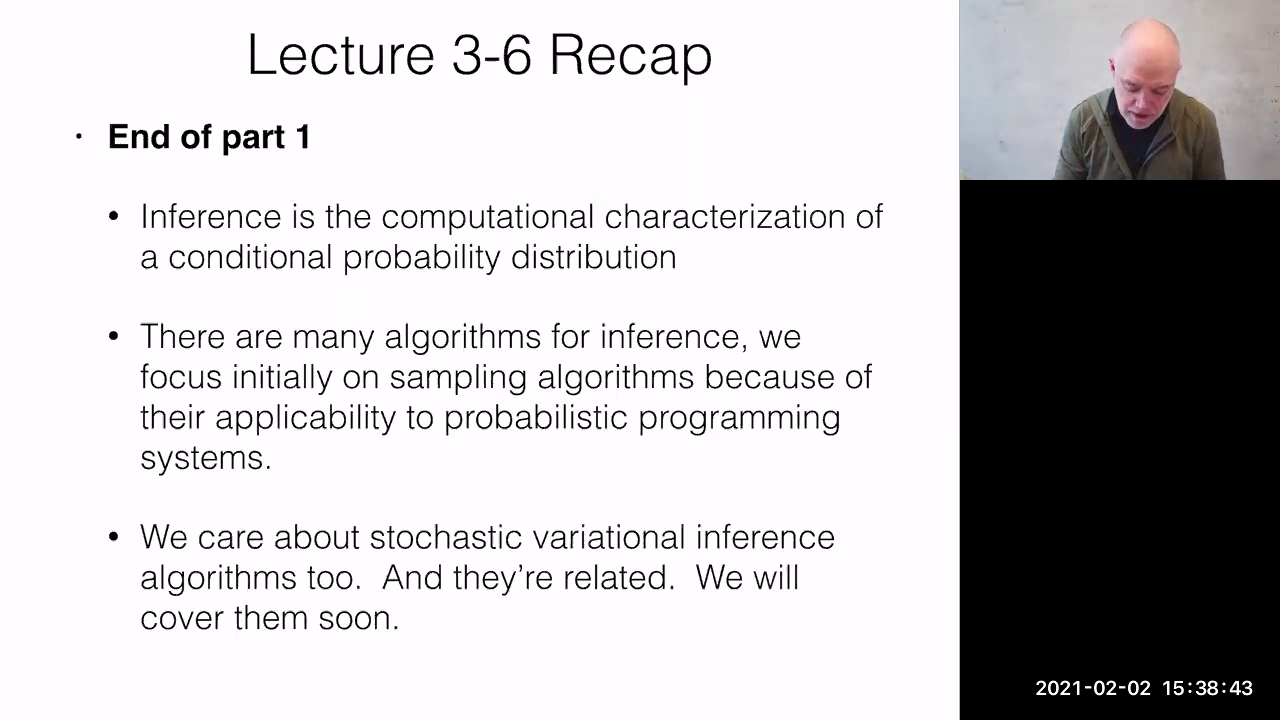 Lecture 3-6 Recap
• End of part 1
• Inference is the computational characterization of
a conditional probability distribution
• There are many algorithms for inference, we
focus initially on sampling algorithms because of
their applicability to probabilistic programming
systems.
• We care about stochastic variational inference
algorithms too.  And they’re related.  We will
cover them soon.
2021-02-02 15:38:43